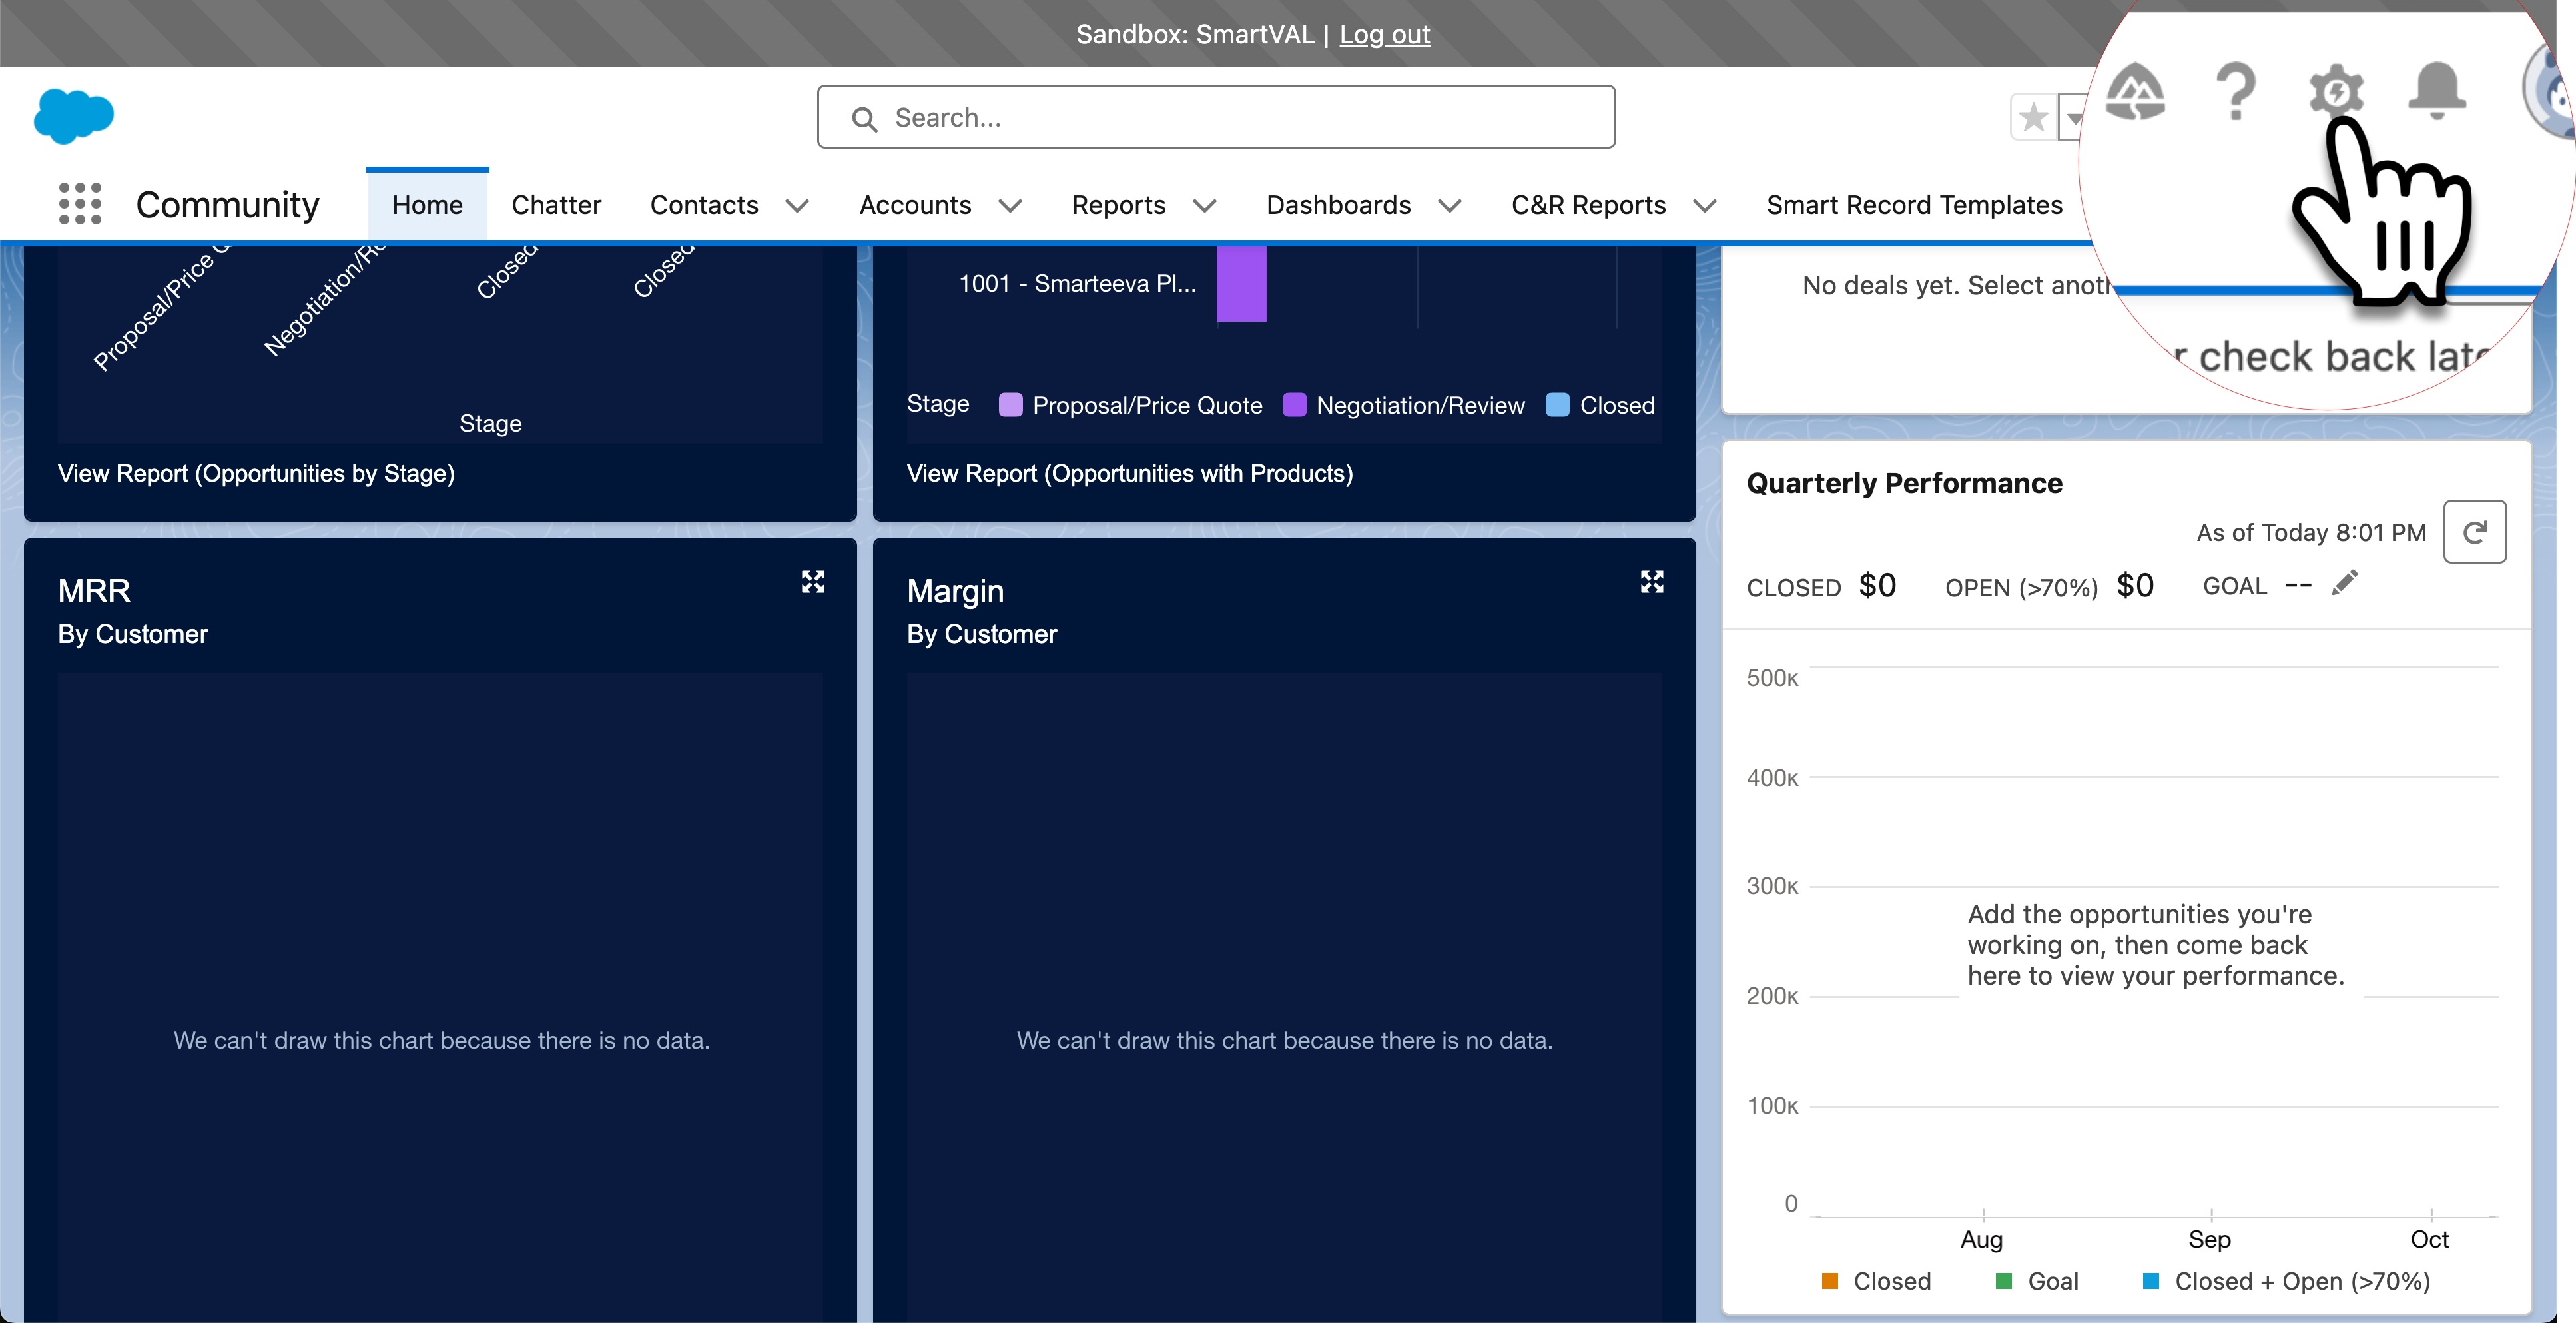 Sandbox: SmartVAL | Log out
Search...
Community
Home
Chatter
Contacts
Accounts
Reports
Dashboards
C&R Reports
Smart Record Templates
Proposal/Price
Closed
Closed
Stage
View Report (Opportunities by Stage)
1001 - Smarteeva Pl...
Stage
Proposal/Price Quote
Negotiation/Review
Closed
View Report (Opportunities with Products)
No deals yet. Select
check back
Quarterly Performance
As of Today 8:01 PM
CLOSED $0 OPEN (>70%) $0 GOAL --
500K
400K
300K
200K
100K
0
Add the opportunities you're
working on, then come back
here to view your performance.
Aug
Sep
Oct
Closed
Goal
Closed + Open (>70%)
MRR
By Customer
We can't draw this chart because there is no data.
Margin
By Customer
We can't draw this chart because there is no data.